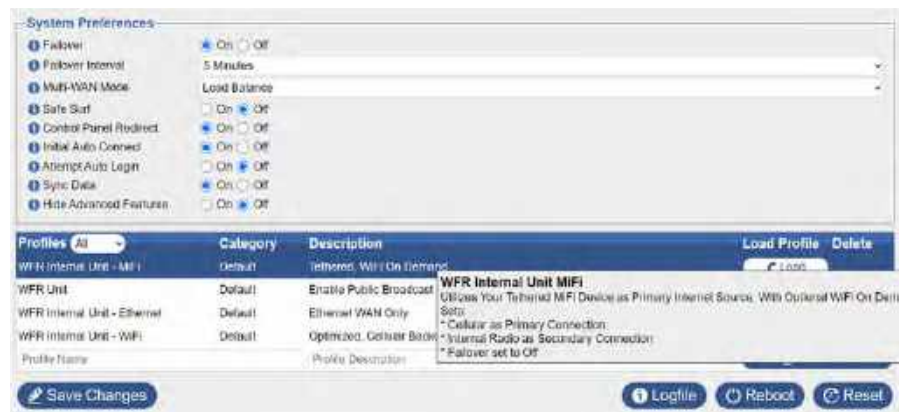 System Preferences
Failover On Off
Failover Interval 5 Minutes
Multi-WAN Mode Load Balance
Safe Surf On Off
Control Panel Redirect On Off
Initial Auto Connect On Off
Attempt Auto Login On Off
Sync Data On Off
Hide Advanced Features On Off
Profiles All Category Description Load Profile Delete
WFR Internal Unit - MiFi Default Tethered, WiFi On Demand Load
WFR Unit Default Enable Public Broadcast
WFR Internal Unit - Ethernet Default Ethernet WAN Only
WFR Internal Unit - WiFi Default Optimized, Cellular
Profile Name Profile Description
WFR Internal Unit MiFi
Utilizes Your Tethered MiFi Device as Primary Internet Source, With Optional WiFi On
Sets:
* Cellular as Primary Connection
* Internal Radio as Secondary Connection
* Failover set to Off
Save Changes Logfile Reboot Reset